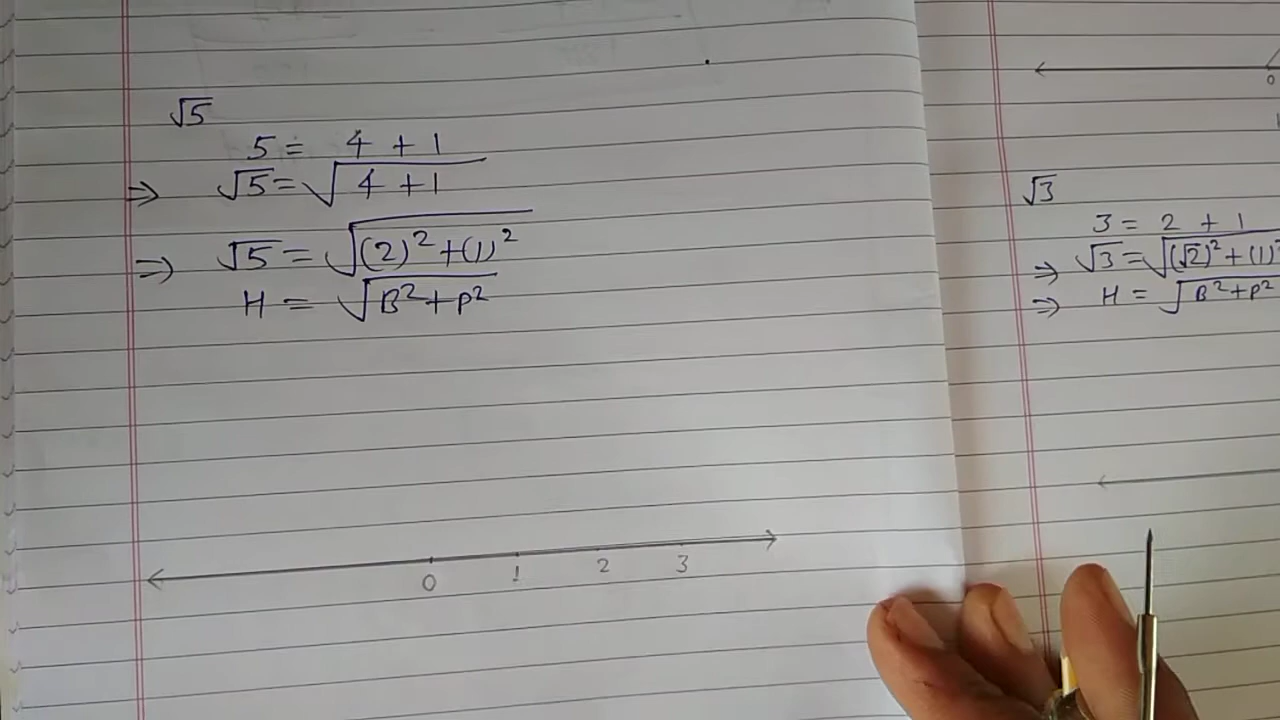 √5
5 = 4 + 1
⇒ √5 = √4 + 1
⇒ √5 = √(2)² + (1)²
H = √B² + P²
0 1 2 3
0
√3
3 = 2 + 1
⇒ √3 = √(√2)² + (1)²
⇒ H = √B² + P²